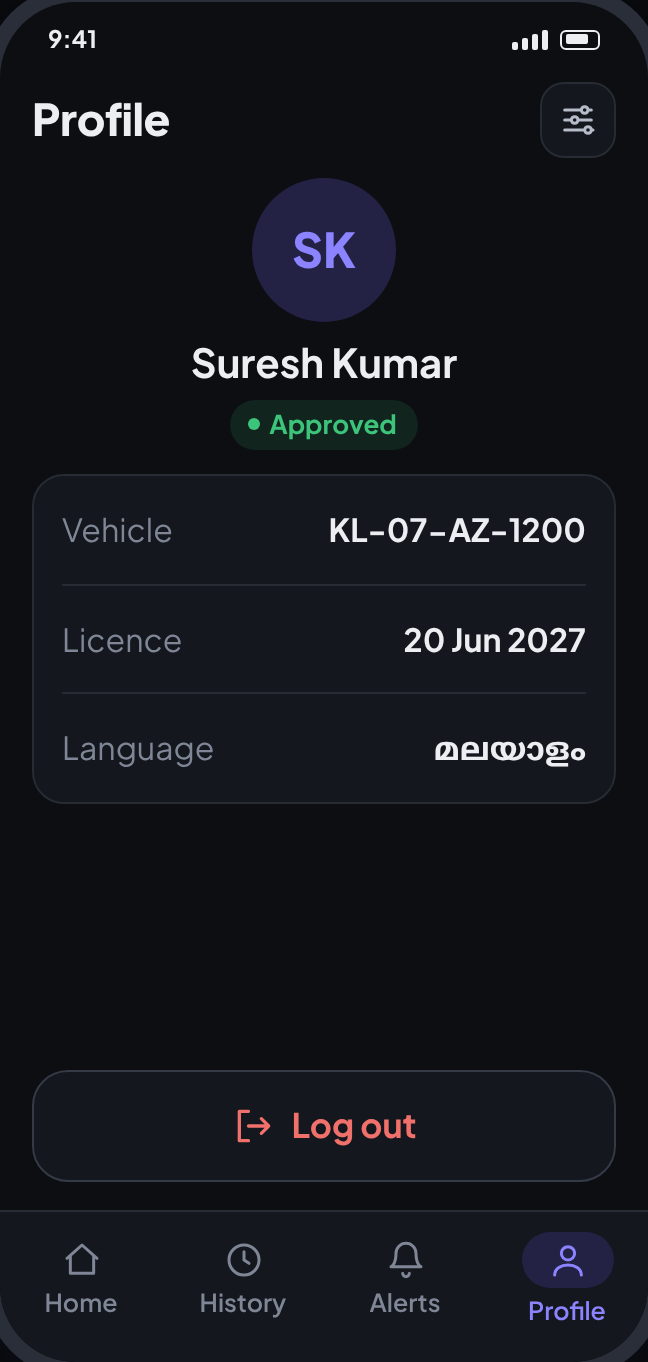 9:41
Profile
SK
Suresh Kumar
Approved
Vehicle KL-07-AZ-1200
Licence 20 Jun 2027
Language മലയാളം
Log out
Home History Alerts Profile